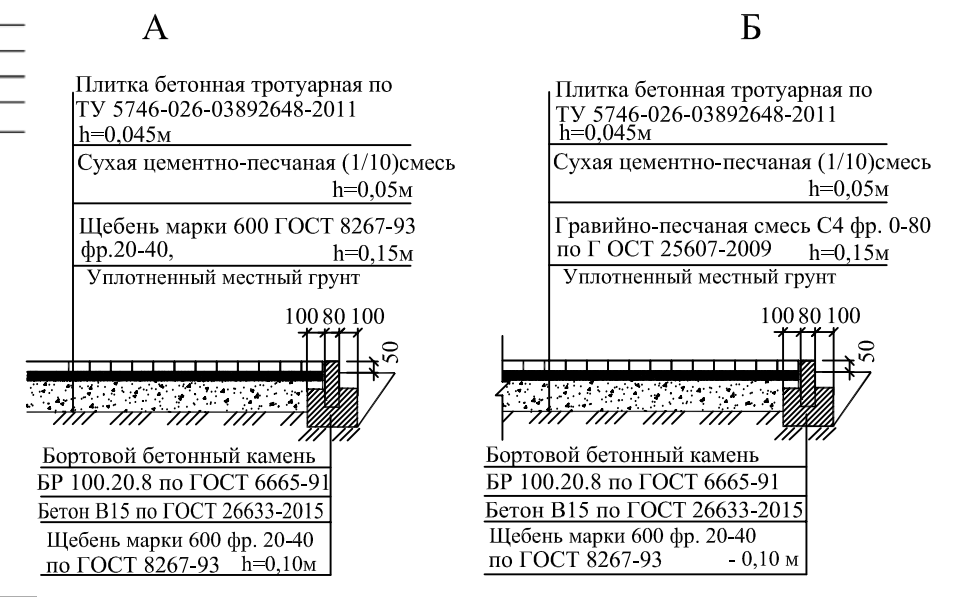 А
Плитка бетонная тротуарная по
ТУ 5746-026-03892648-2011
h=0,045м
Сухая цементно-песчаная (1/10)смесь
h=0,05м
Щебень марки 600 ГОСТ 8267-93
фр.20-40, h=0,15м
Уплотненный местный грунт
100 80 100
50
Бортовой бетонный камень
БР 100.20.8 по ГОСТ 6665-91
Бетон В15 по ГОСТ 26633-2015
Щебень марки 600 фр. 20-40
по ГОСТ 8267-93 h=0,10м
Б
Плитка бетонная тротуарная по
ТУ 5746-026-03892648-2011
h=0,045м
Сухая цементно-песчаная (1/10)смесь
h=0,05м
Гравийно-песчаная смесь С4 фр. 0-80
по Г ОСТ 25607-2009 h=0,15м
Уплотненный местный грунт
100 80 100
50
Бортовой бетонный камень
БР 100.20.8 по ГОСТ 6665-91
Бетон В15 по ГОСТ 26633-2015
Щебень марки 600 фр. 20-40
по ГОСТ 8267-93 - 0,10 м